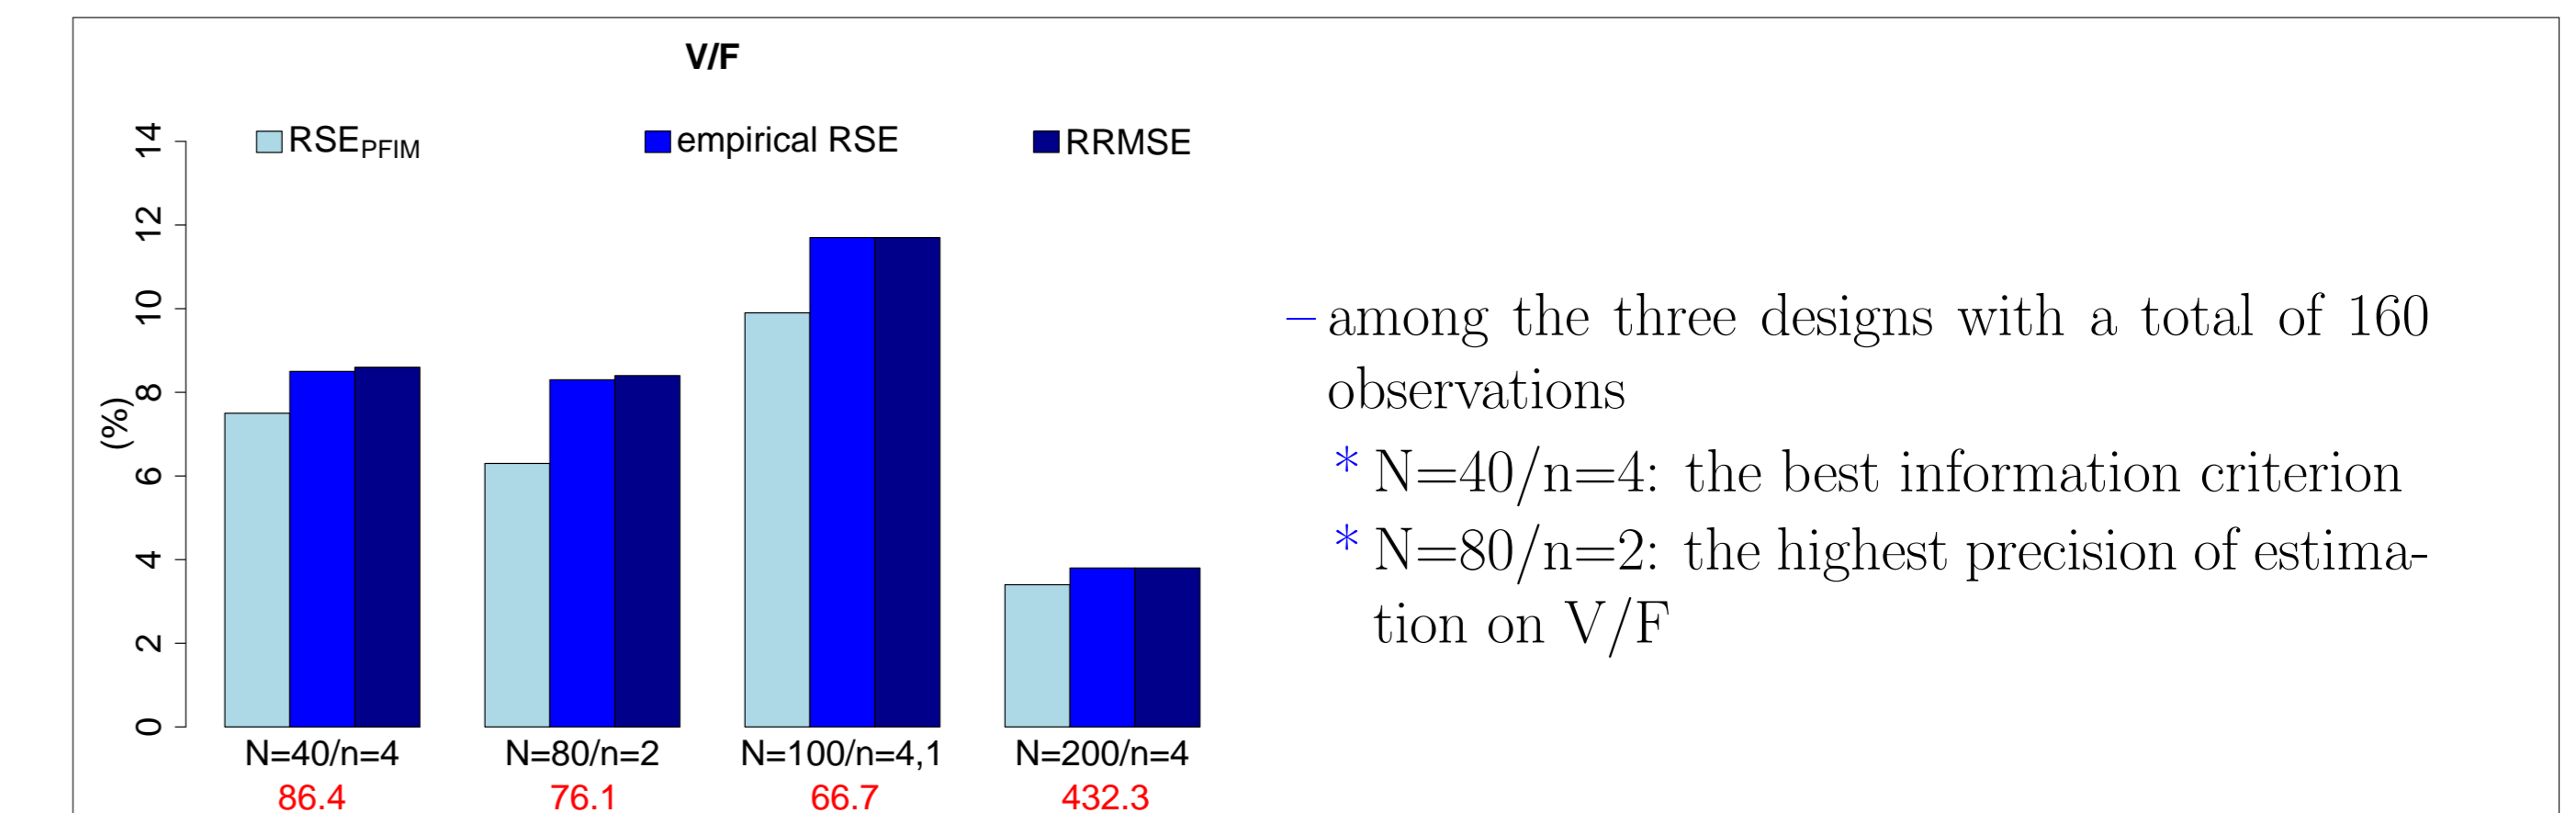 V/F
RSEPFIM empirical RSE RRMSE
(%)
14
12
10
8
6
4
2
0
N=40/n=4 N=80/n=2 N=100/n=4,1 N=200/n=4
86.4 76.1 66.7 432.3
– among the three designs with a total of 160
observations
* N=40/n=4: the best information criterion
* N=80/n=2: the highest precision of estima-
tion on V/F